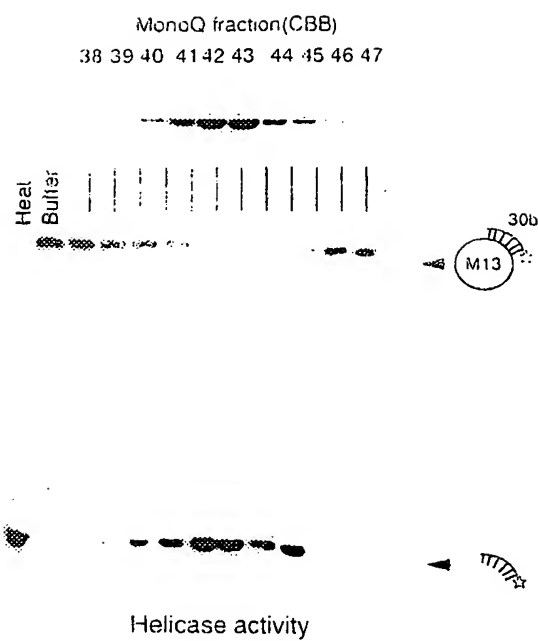 MonoQ fraction(CBB)
38 39 40 41 42 43 44 45 46 47
Heat
Buffer
30b
M13
Helicase activity